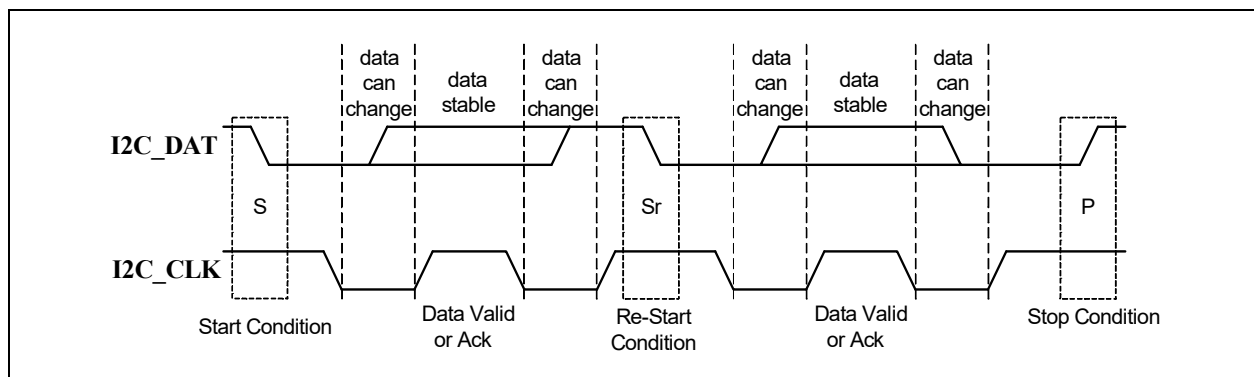 data
can
change
data
stable
data
can
change
data
can
change
data
stable
data
can
change
I2C_DAT
S
Sr
P
I2C_CLK
Start Condition
Data Valid
or Ack
Re-Start
Condition
Data Valid
or Ack
Stop Condition